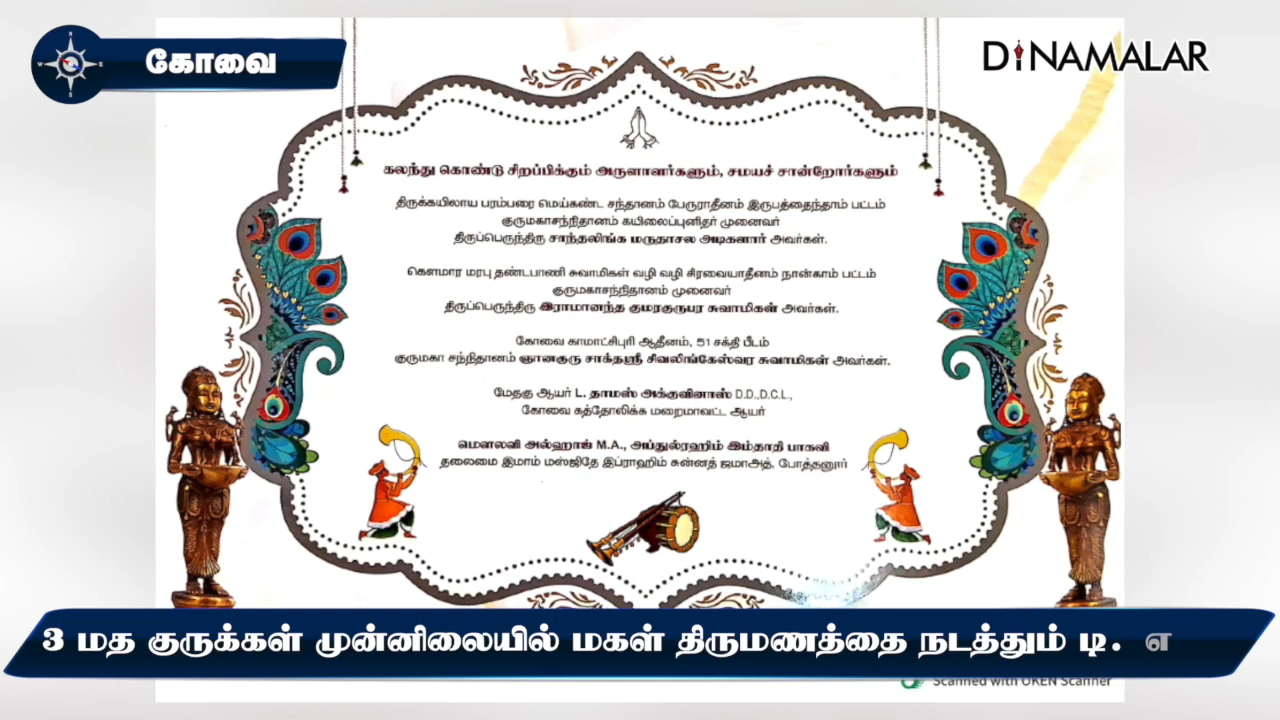 கோவை
DINAMALAR
கலந்து கொண்டு சிறப்பிக்கும் அருளாளர்களும், சமயச் சான்றோர்களும்
திருக்கயிலாய பரம்பரை மெய்கண்ட சந்தானம் பேரூராதீனம் இருபத்தைந்தாம் பட்டம்
குருமகாசந்நிதானம் கயிலைப்புனிதர் முனைவர்
திருப்பெருந்திரு சாந்தலிங்க மருதாசல அடிகளார் அவர்கள்.
கௌமார மரபு தண்டபாணி சுவாமிகள் வழி வழி சிரவையாதீனம் நான்காம் பட்டம்
குருமகாசந்நிதானம் முனைவர்
திருப்பெருந்திரு இராமானந்த குமரகுருபர சுவாமிகள் அவர்கள்.
கோவை காமாட்சிபுரி ஆதீனம், 51 சக்தி பீடம்
குருமகா சந்நிதானம் ஞானகுரு சாக்தஸ்ரீ சிவலிங்கேஸ்வர சுவாமிகள் அவர்கள்.
மேதகு ஆயர் L. தாமஸ் அக்குவினாஸ் D.D.,D.C.L.,
கோவை கத்தோலிக்க மறைமாவட்ட ஆயர்
மௌலவி அல்ஹாஜ் M.A., அப்துல்ரஹிம் இம்தாதி பாகவி
தலைமை இமாம் மஸ்ஜிதே இப்ராஹிம் சுன்னத் ஜமாஅத், போத்தனூர்
3 மத குருக்கள் முன்னிலையில் மகள் திருமணத்தை நடத்தும் டி. எ
Scanned with OKEN Scanner